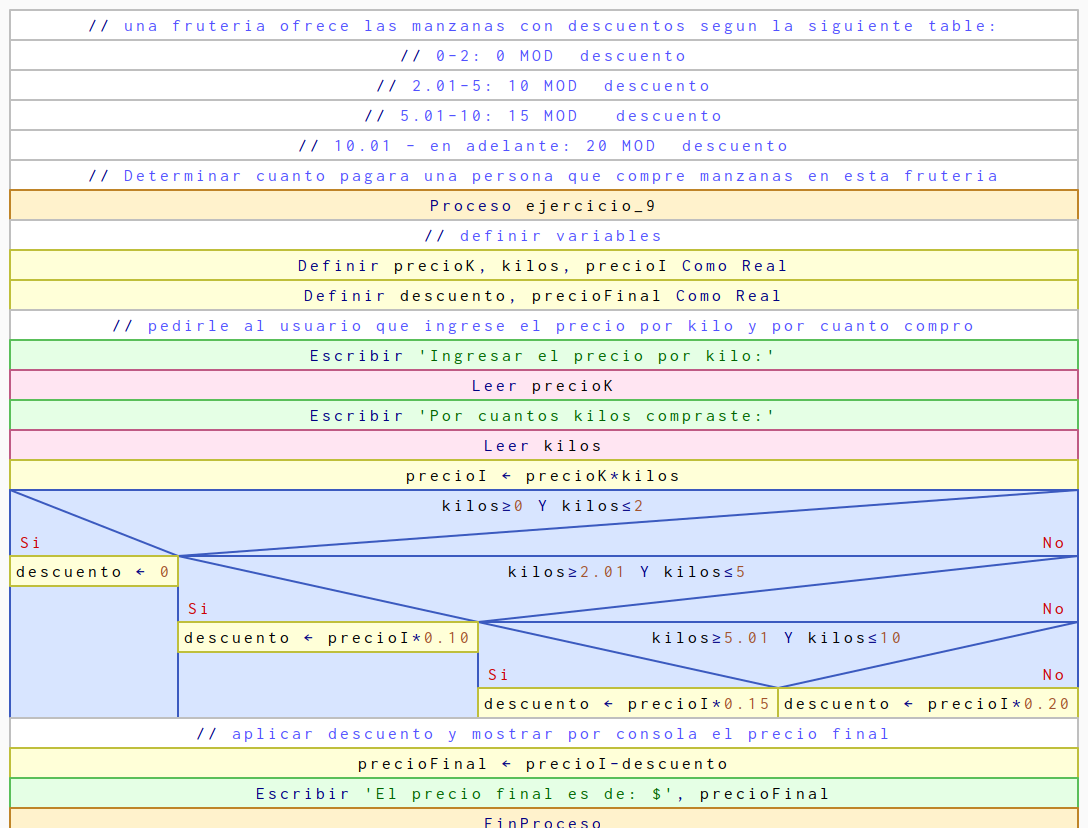 // una fruteria ofrece las manzanas con descuentos segun la siguiente table:
// 0-2: 0 MOD  descuento
// 2.01-5: 10 MOD  descuento
// 5.01-10: 15 MOD   descuento
// 10.01 - en adelante: 20 MOD  descuento
// Determinar cuanto pagara una persona que compre manzanas en esta fruteria
Proceso ejercicio_9
// definir variables
Definir precioK, kilos, precioI Como Real
Definir descuento, precioFinal Como Real
// pedirle al usuario que ingrese el precio por kilo y por cuanto compro
Escribir 'Ingresar el precio por kilo:'
Leer precioK
Escribir 'Por cuantos kilos compraste:'
Leer kilos
precioI ← precioK*kilos
kilos≥0 Y kilos≤2
Si No
descuento ← 0 kilos≥2.01 Y kilos≤5
Si No
descuento ← precioI*0.10 kilos≥5.01 Y kilos≤10
Si No
descuento ← precioI*0.15 descuento ← precioI*0.20
// aplicar descuento y mostrar por consola el precio final
precioFinal ← precioI-descuento
Escribir 'El precio final es de: $', precioFinal
FinProceso